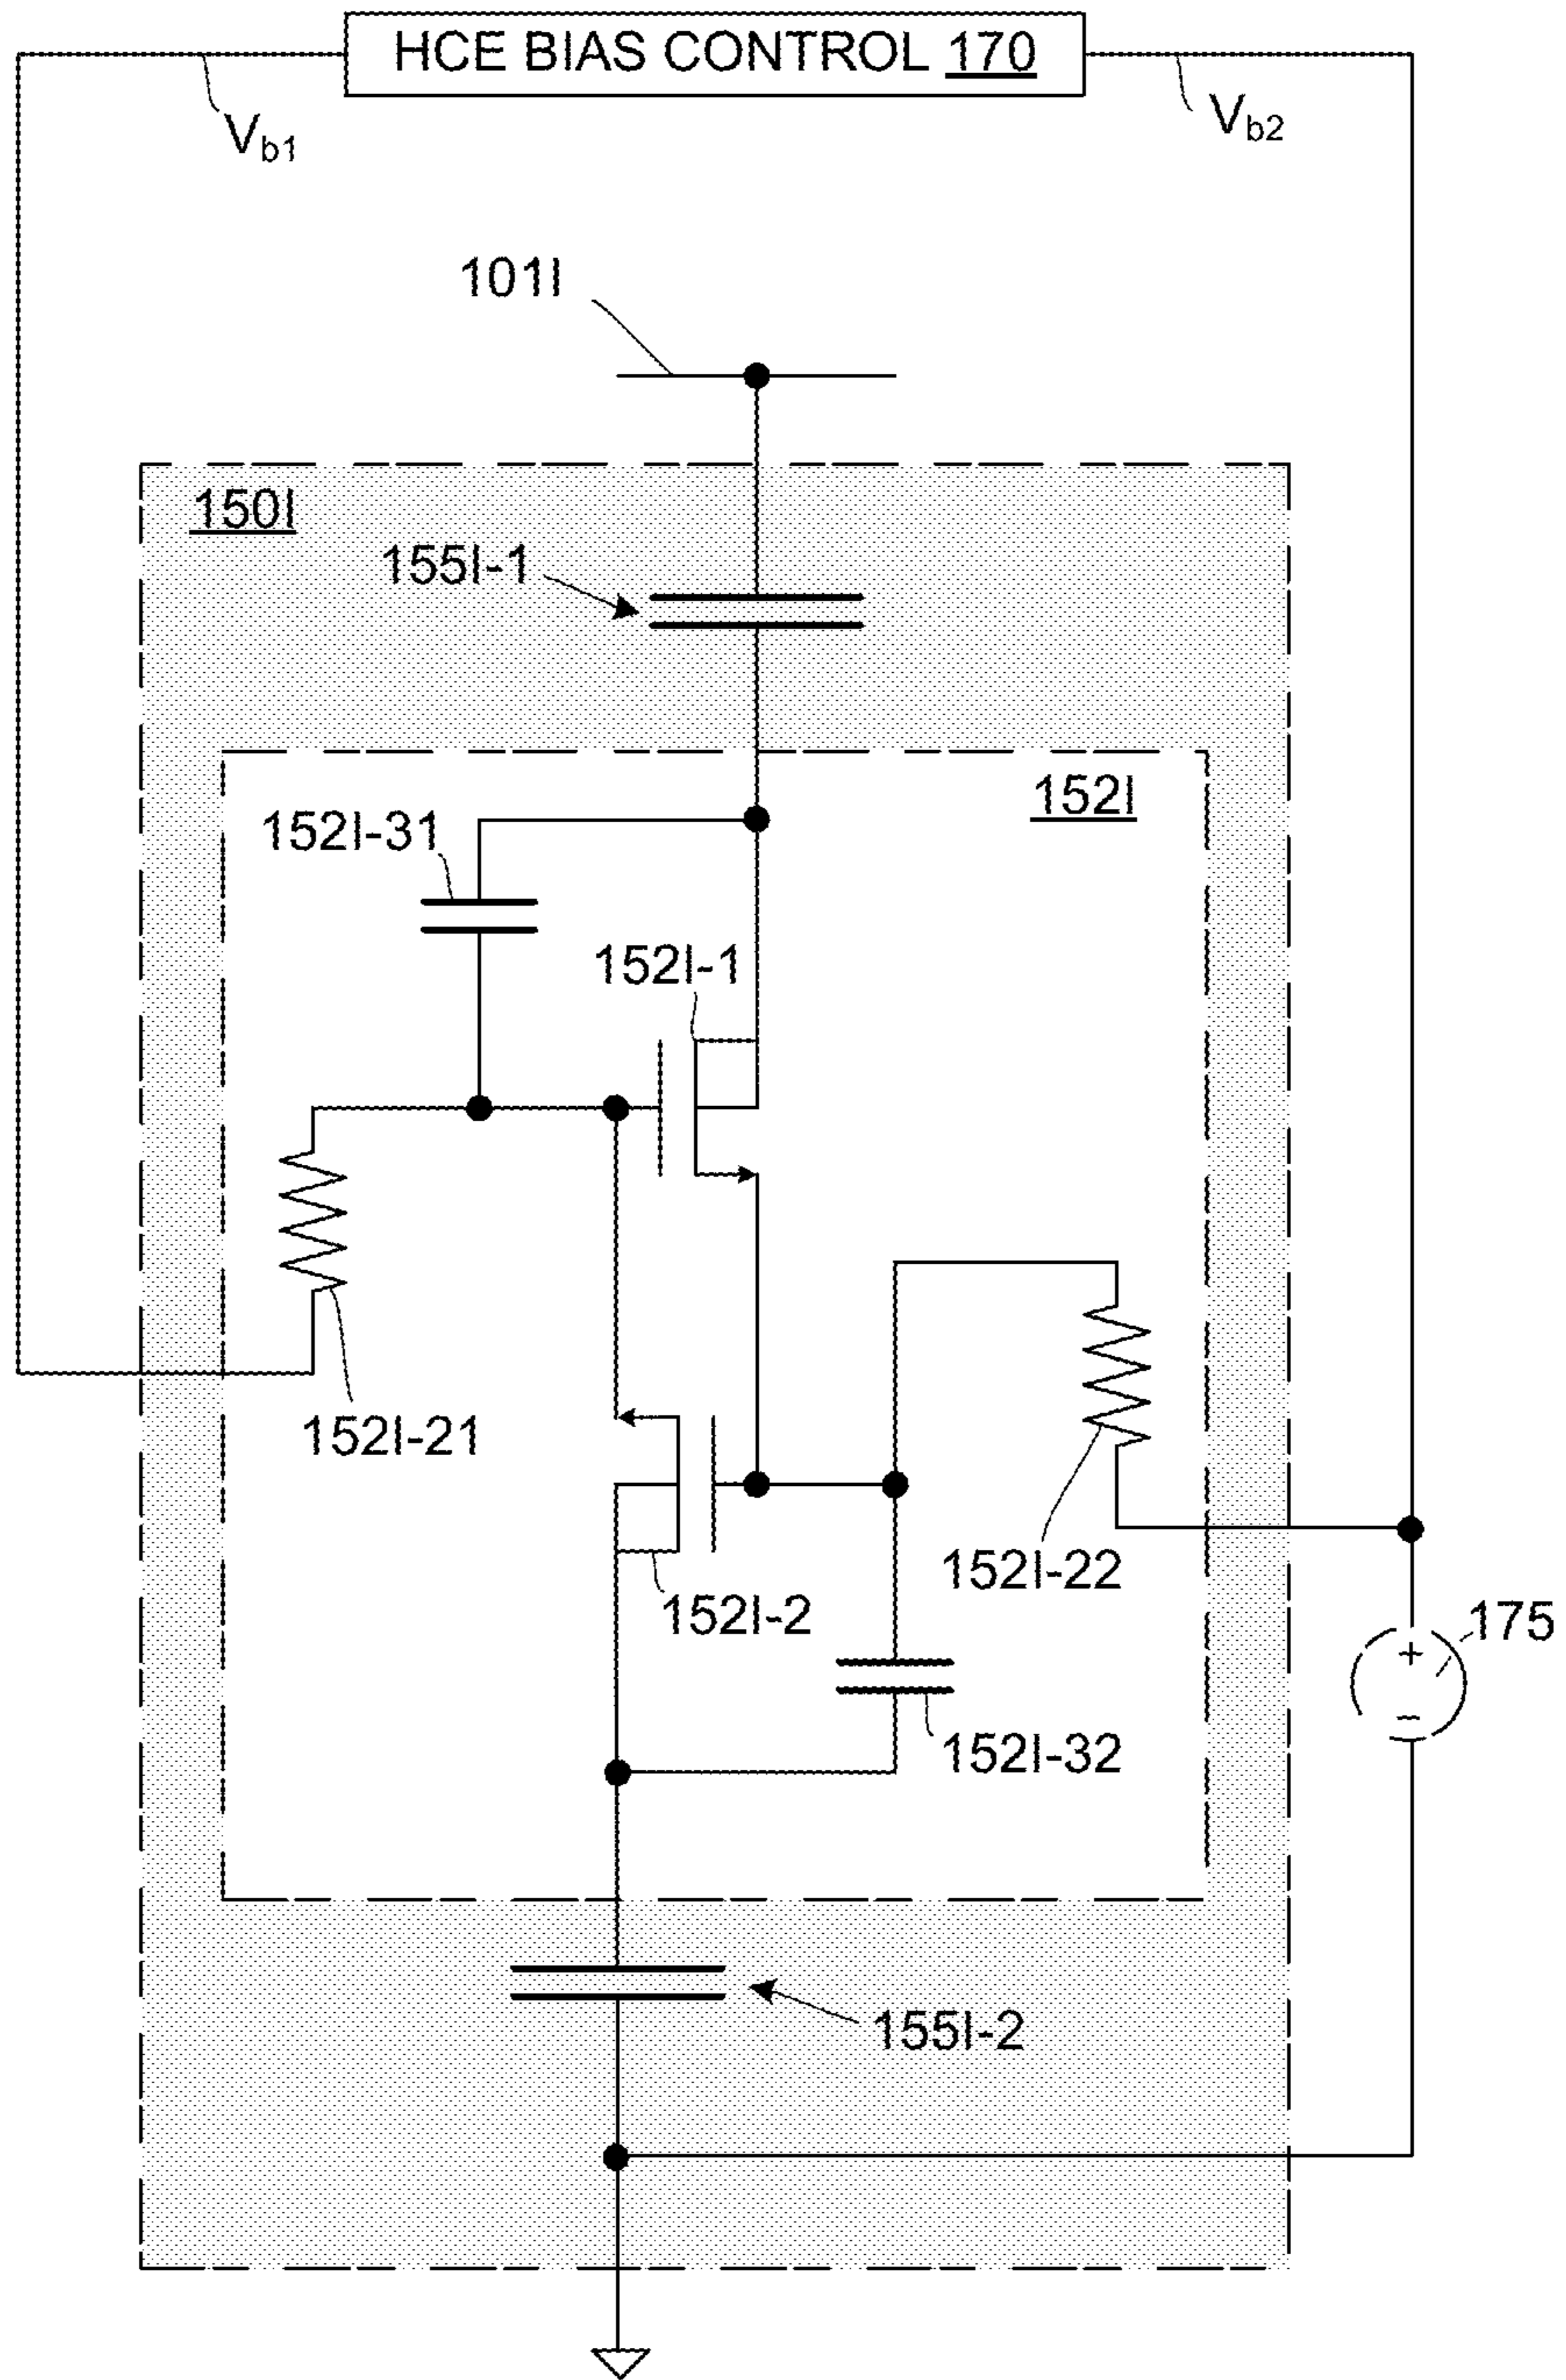 HCE BIAS CONTROL 170
Vb1
Vb2
101I
150I
155I-1
152I
152I-31
152I-1
152I-21
152I-22
152I-2
175
+
−
152I-32
155I-2